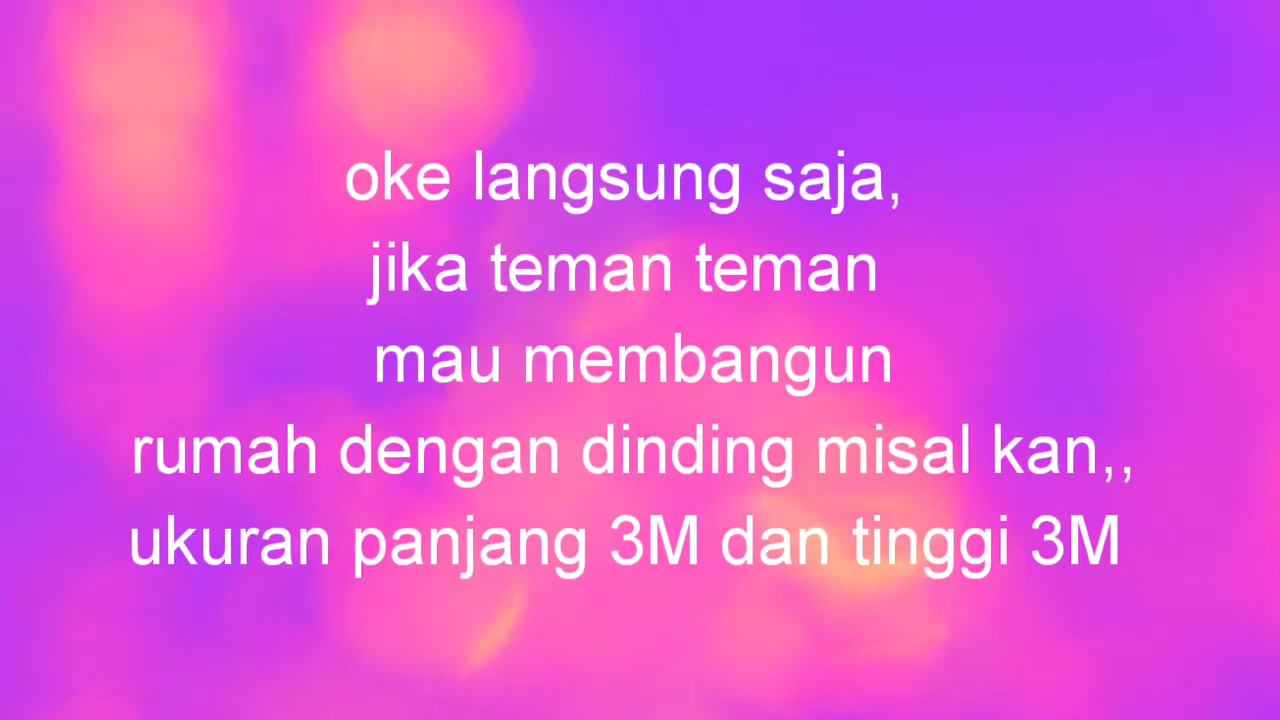 oke langsung saja,
jika teman teman
mau membangun
rumah dengan dinding misal kan,,
ukuran panjang 3M dan tinggi 3M